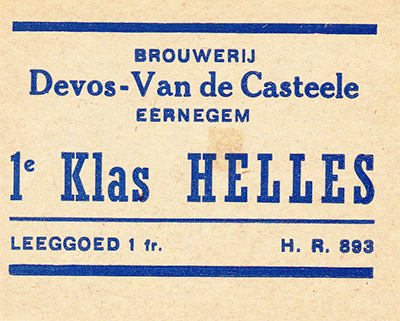 BROUWERIJ
Devos-Van de Casteele
EERNEGEM
1e Klas HELLES
LEEGGOED 1 fr. H. R. 893